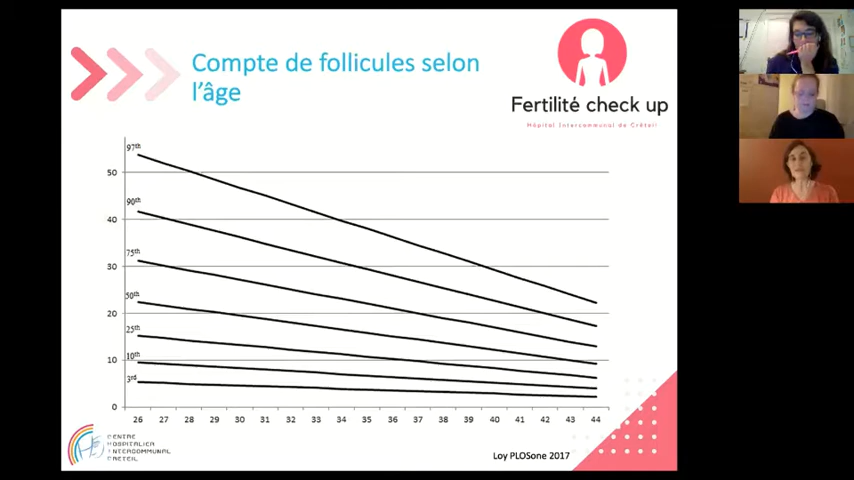 Compte de follicules selon
l'âge
Fertilité check up
Hôpital Intercommunal de Créteil
97th
50
90th
40
75th
30
50th
20
25th
10
10th
3rd
0
26 27 28 29 30 31 32 33 34 35 36 37 38 39 40 41 42 43 44
CENTRE
HOSPITALIER
INTERCOMMUNAL
CRETEIL
Loy PLOSone 2017